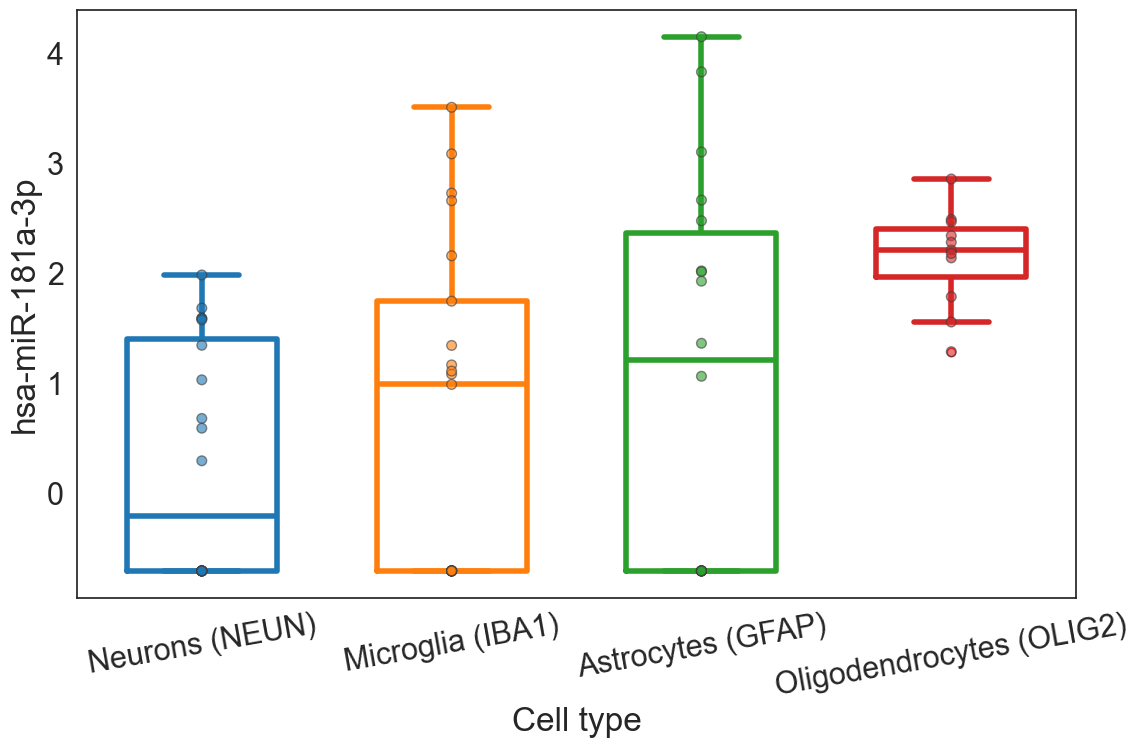 hsa-miR-181a-3p
4
3
2
1
0
Neurons (NEUN)
Microglia (IBA1)
Astrocytes (GFAP)
Oligodendrocytes (OLIG2)
Cell type